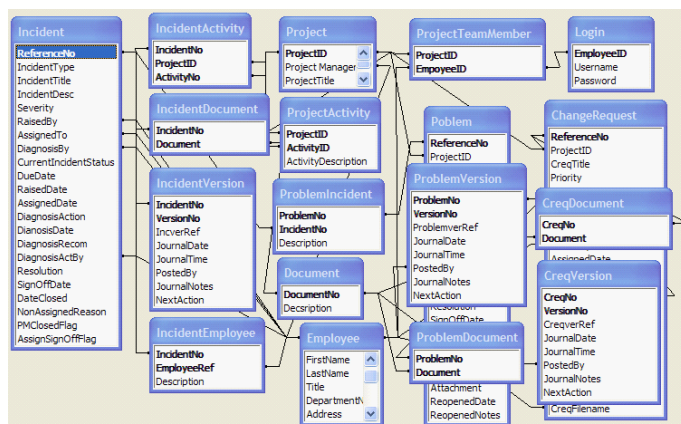 Incident
ReferenceNo
IncidentType
IncidentTitle
IncidentDesc
Severity
RaisedBy
AssignedTo
DiagnosisBy
CurrentIncidentStatus
DueDate
RaisedDate
AssignedDate
DiagnosisAction
DianosisDate
DiagnosisRecom
DiagnosisActBy
Resolution
SignOffDate
DateClosed
NonAssignedReason
PMClosedFlag
AssignSignOffFlag
IncidentActivity
IncidentNo
ProjectID
ActivityNo
IncidentDocument
IncidentNo
Document
IncidentVersion
IncidentNo
VersionNo
IncverRef
JournalDate
JournalTime
PostedBy
JournalNotes
NextAction
IncidentEmployee
IncidentNo
EmployeeRef
Description
Project
ProjectID
Project Manager
ProjectTitle
ProjectActivity
ProjectID
ActivityID
ActivityDescription
ProblemIncident
ProblemNo
IncidentNo
Description
Document
DocumentNo
Decsription
Employee
FirstName
LastName
Title
DepartmentN
Address
ProjectTeamMember
ProjectID
EmpoyeeID
Poblem
ReferenceNo
ProjectID
ProblemVersion
ProblemNo
VersionNo
ProblemverRef
JournalDate
JournalTime
PostedBy
JournalNotes
NextAction
Resolution
SignOffDate
ProblemDocument
ProblemNo
Document
Attachment
ReopenedDate
ReopenedNotes
Login
EmployeeID
Username
Password
ChangeRequest
ReferenceNo
ProjectID
CreqTitle
Priority
CreqDocument
CreqNo
Document
AssignedDate
CreqVersion
CreqNo
VersionNo
CreqverRef
JournalDate
JournalTime
PostedBy
JournalNotes
NextAction
CreqFilename